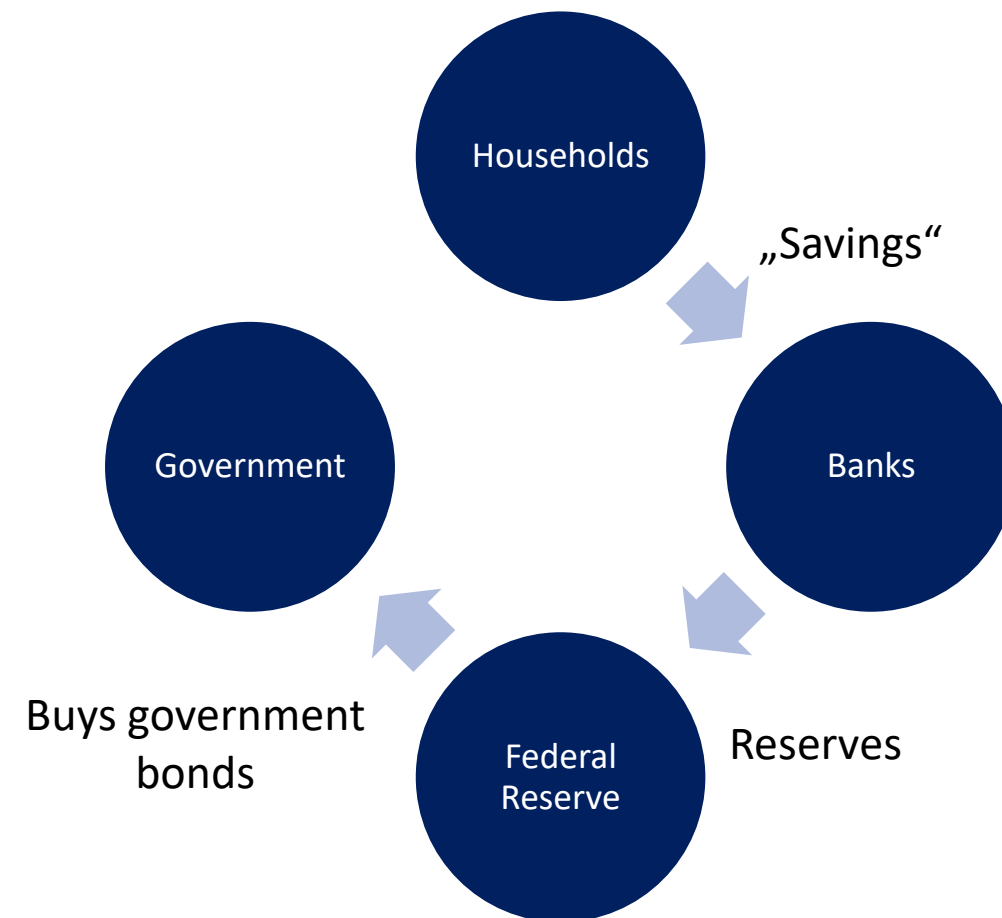 Households
„Savings“
Government
Banks
Buys government
bonds
Federal
Reserve
Reserves